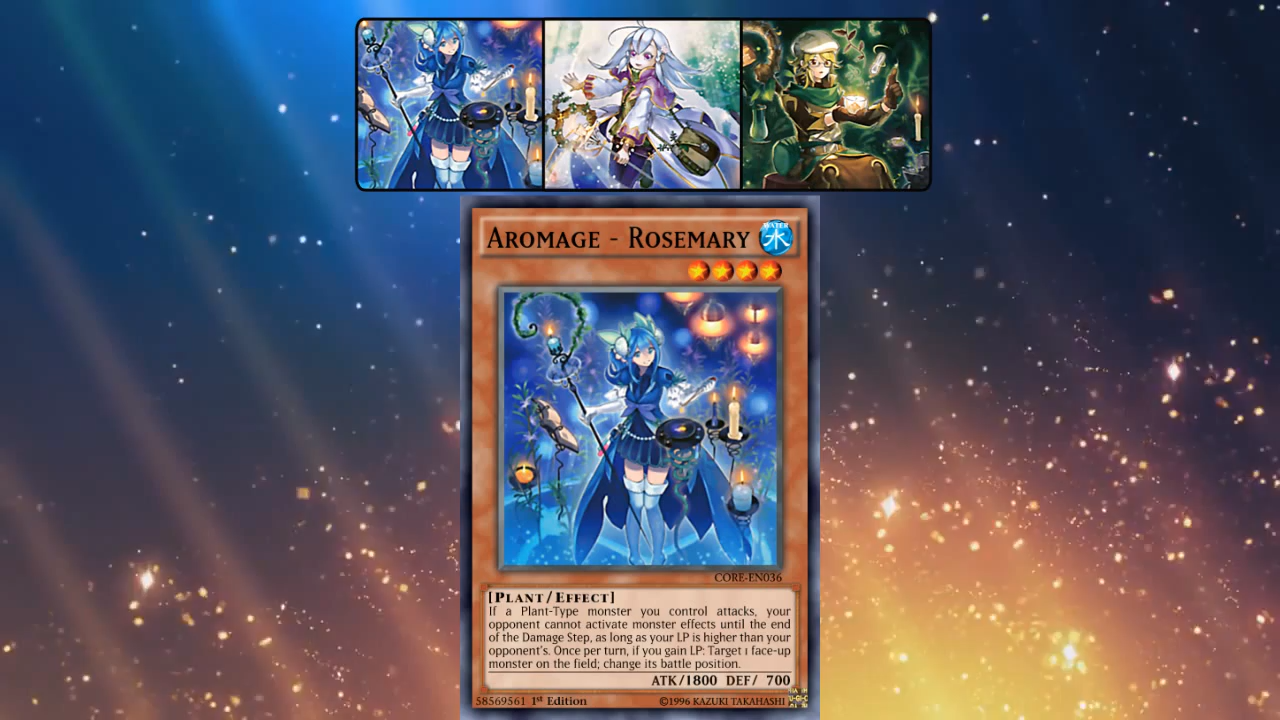 AROMAGE - ROSEMARY
WATER
水
CORE-EN036
[PLANT/EFFECT]
If a Plant-Type monster you control attacks, your
opponent cannot activate monster effects until the end
of the Damage Step, as long as your LP is higher than your
opponent's. Once per turn, if you gain LP: Target 1 face-up
monster on the field; change its battle position.
ATK/1800 DEF/ 700
58569561 1st Edition
©1996 KAZUKI TAKAHASHI